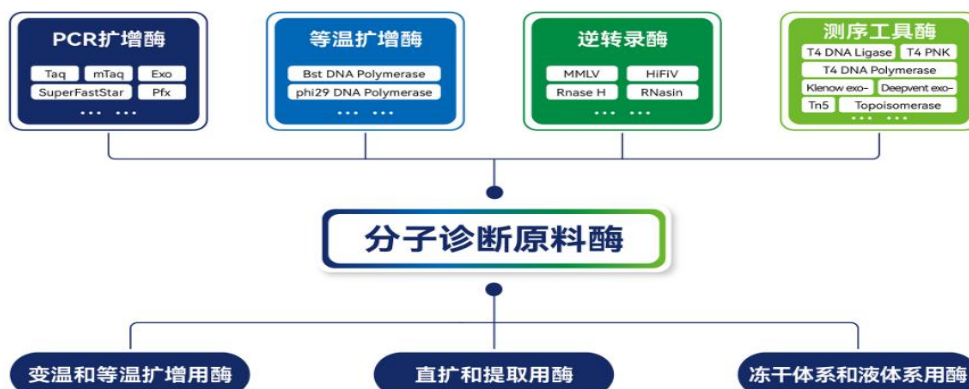 PCR扩增酶
Taq mTaq Exo
SuperFastStar Pfx
... ...
等温扩增酶
Bst DNA Polymerase
phi29 DNA Polymerase
... ...
逆转录酶
MMLV HiFiV
Rnase H RNasin
... ...
测序工具酶
T4 DNA Ligase T4 PNK
T4 DNA Polymerase
Klenow exo- Deepvent exo-
Tn5 Topoisomerase
... ...
分子诊断原料酶
变温和等温扩增用酶
直扩和提取用酶
冻干体系和液体系用酶